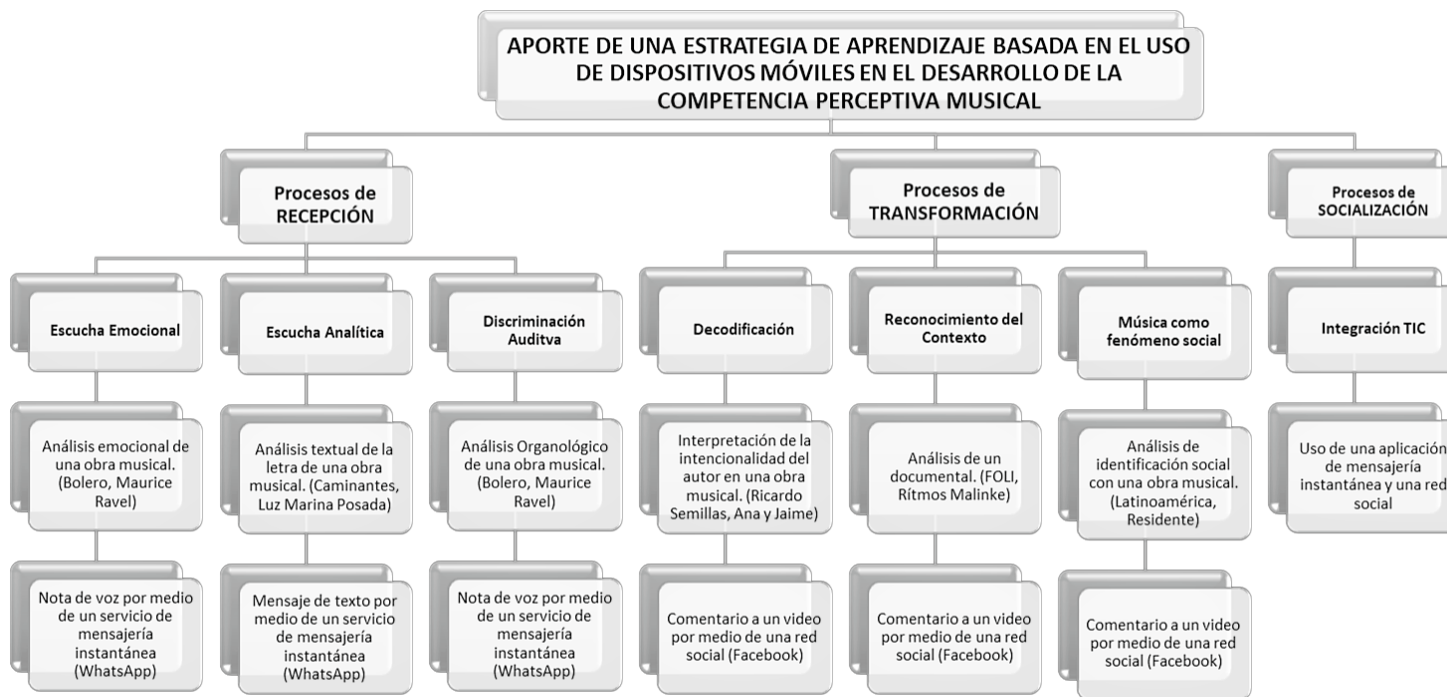 APORTE DE UNA ESTRATEGIA DE APRENDIZAJE BASADA EN EL USO
DE DISPOSITIVOS MÓVILES EN EL DESARROLLO DE LA
COMPETENCIA PERCEPTIVA MUSICAL
Procesos de
RECEPCIÓN
Procesos de
TRANSFORMACIÓN
Procesos de
SOCIALIZACIÓN
Escucha Emocional
Escucha Analítica
Discriminación
Auditva
Decodificación
Reconocimiento del
Contexto
Música como
fenómeno social
Integración TIC
Análisis emocional de
una obra musical.
(Bolero, Maurice
Ravel)
Análisis textual de la
letra de una obra
musical. (Caminantes,
Luz Marina Posada)
Análisis Organológico
de una obra musical.
(Bolero, Maurice
Ravel)
Interpretación de la
intencionalidad del
autor en una obra
musical. (Ricardo
Semillas, Ana y Jaime)
Análisis de un
documental. (FOLI,
Rítmos Malinke)
Análisis de
identificación social
con una obra musical.
(Latinoamérica,
Residente)
Uso de una aplicación
de mensajería
instantánea y una red
social
Nota de voz por medio
de un servicio de
mensajería
instantánea
(WhatsApp)
Mensaje de texto por
medio de un servicio
de mensajería
instantánea
(WhatsApp)
Nota de voz por medio
de un servicio de
mensajería
instantánea
(WhatsApp)
Comentario a un video
por medio de una red
social (Facebook)
Comentario a un video
por medio de una red
social (Facebook)
Comentario a un video
por medio de una red
social (Facebook)